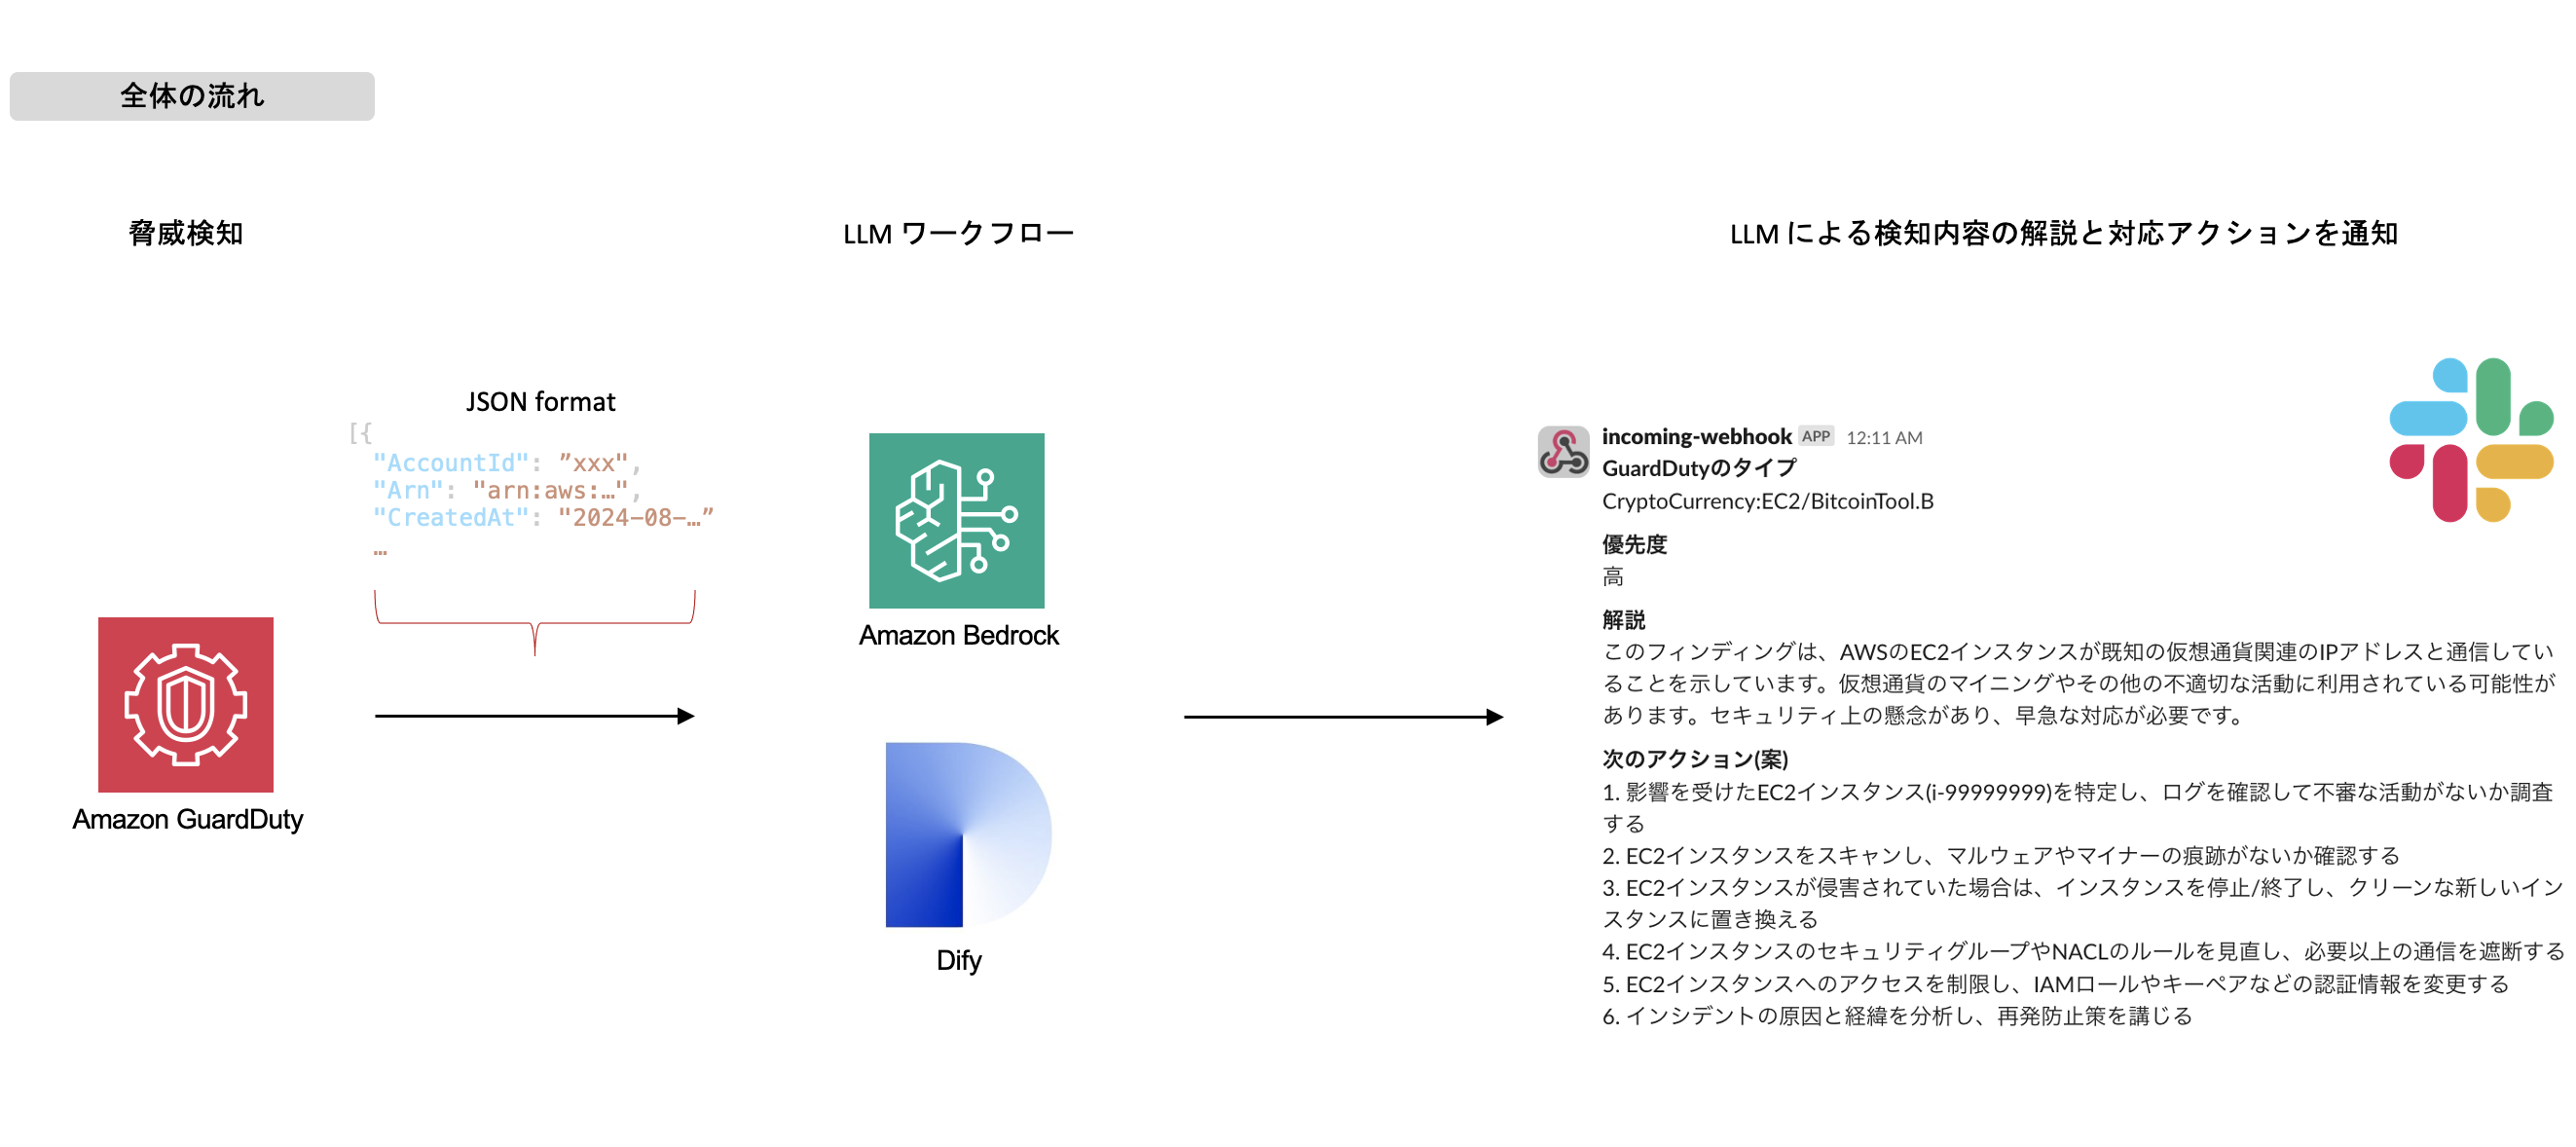 全体の流れ
脅威検知
LLM ワークフロー
LLM による検知内容の解説と対応アクションを通知
JSON format
[{
"AccountId": ”xxx",
"Arn": "arn:aws:…",
"CreatedAt": "2024-08-…”
…
Amazon GuardDuty
Amazon Bedrock
Dify
incoming-webhook APP 12:11 AM
GuardDutyのタイプ
CryptoCurrency:EC2/BitcoinTool.B
優先度
高
解説
このフィンディングは、AWSのEC2インスタンスが既知の仮想通貨関連のIPアドレスと通信してい
ることを示しています。仮想通貨のマイニングやその他の不適切な活動に利用されている可能性が
あります。セキュリティ上の懸念があり、早急な対応が必要です。
次のアクション(案)
1. 影響を受けたEC2インスタンス(i-99999999)を特定し、ログを確認して不審な活動がないか調査
する
2. EC2インスタンスをスキャンし、マルウェアやマイナーの痕跡がないか確認する
3. EC2インスタンスが侵害されていた場合は、インスタンスを停止/終了し、クリーンな新しいイン
スタンスに置き換える
4. EC2インスタンスのセキュリティグループやNACLのルールを見直し、必要以上の通信を遮断する
5. EC2インスタンスへのアクセスを制限し、IAMロールやキーペアなどの認証情報を変更する
6. インシデントの原因と経緯を分析し、再発防止策を講じる